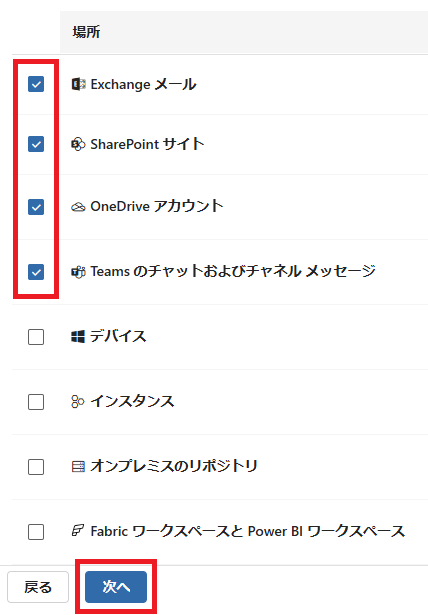 場所
Exchange メール
SharePoint サイト
OneDrive アカウント
Teams のチャットおよびチャネル メッセージ
デバイス
インスタンス
オンプレミスのリポジトリ
Fabric ワークスペースと Power BI ワークスペース
戻る
次へ